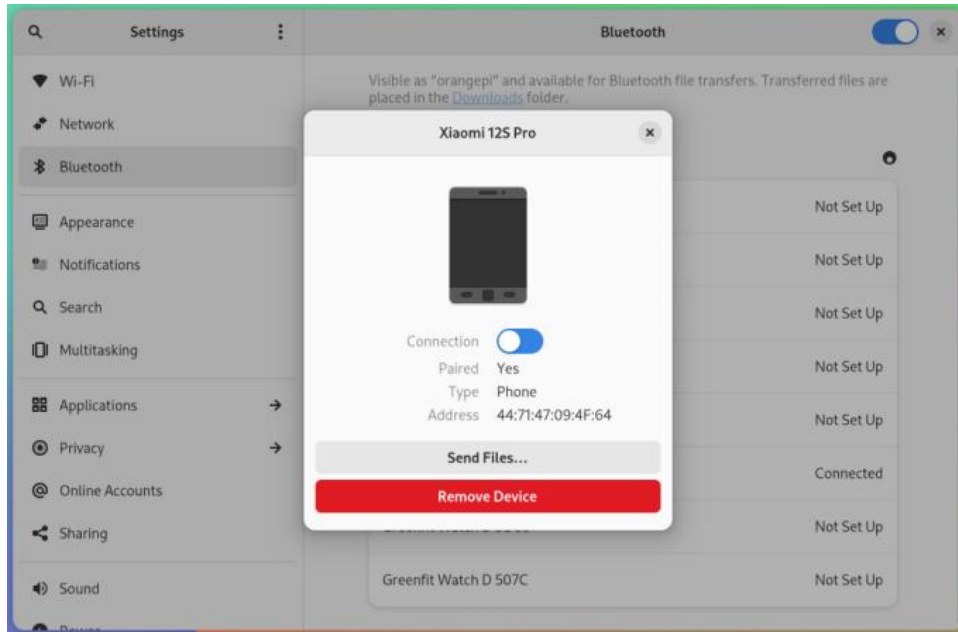 Settings
Bluetooth
Wi-Fi
Network
Bluetooth
Appearance
Notifications
Search
Multitasking
Applications
Privacy
Online Accounts
Sharing
Sound
Visible as "orangepi" and available for Bluetooth file transfers. Transferred files are
placed in the Downloads folder.
Xiaomi 12S Pro
Connection
Paired Yes
Type Phone
Address 44:71:47:09:4F:64
Send Files...
Remove Device
Not Set Up
Not Set Up
Not Set Up
Not Set Up
Not Set Up
Connected
Not Set Up
Greenfit Watch D 507C Not Set Up